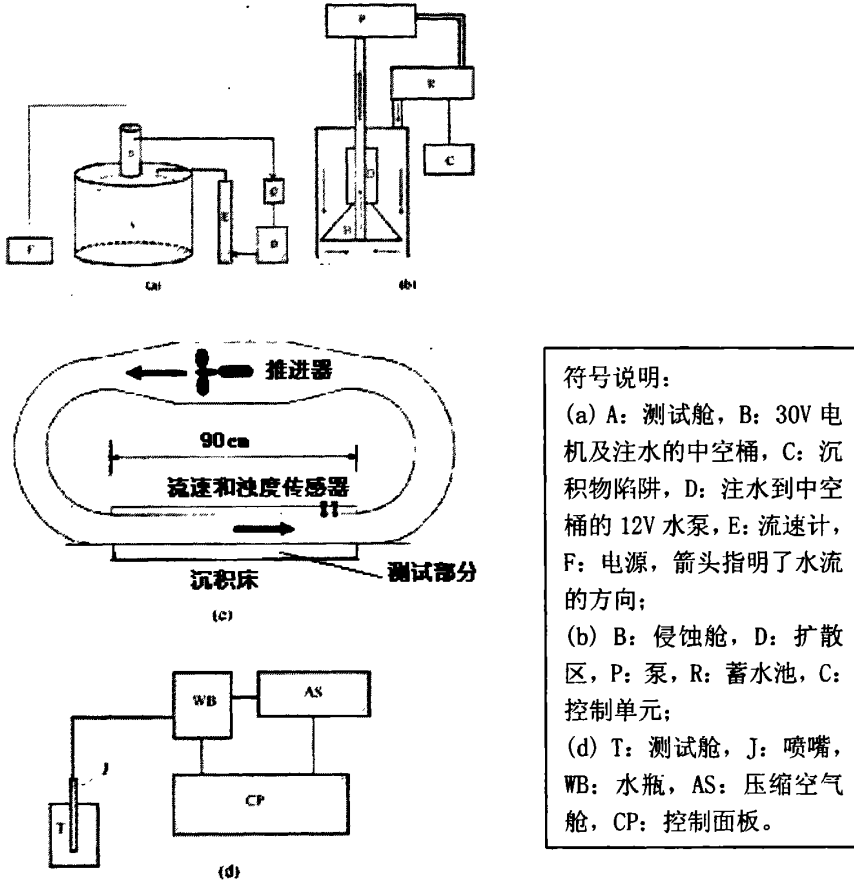 P
R
C
D
B
(b)
B
A
C
E
D
F
(a)
推进器
90cm
流速和浊度传感器
沉积床
测试部分
(c)
WB
AS
J
CP
T
(d)
符号说明:
(a) A: 测试舱, B: 30V 电
机及注水的中空桶, C: 沉
积物陷阱, D: 注水到中空
桶的 12V 水泵, E: 流速计,
F: 电源, 箭头指明了水流
的方向;
(b) B: 侵蚀舱, D: 扩散
区, P: 泵, R: 蓄水池, C:
控制单元;
(d) T: 测试舱, J: 喷嘴,
WB: 水瓶, AS: 压缩空气
舱, CP: 控制面板。